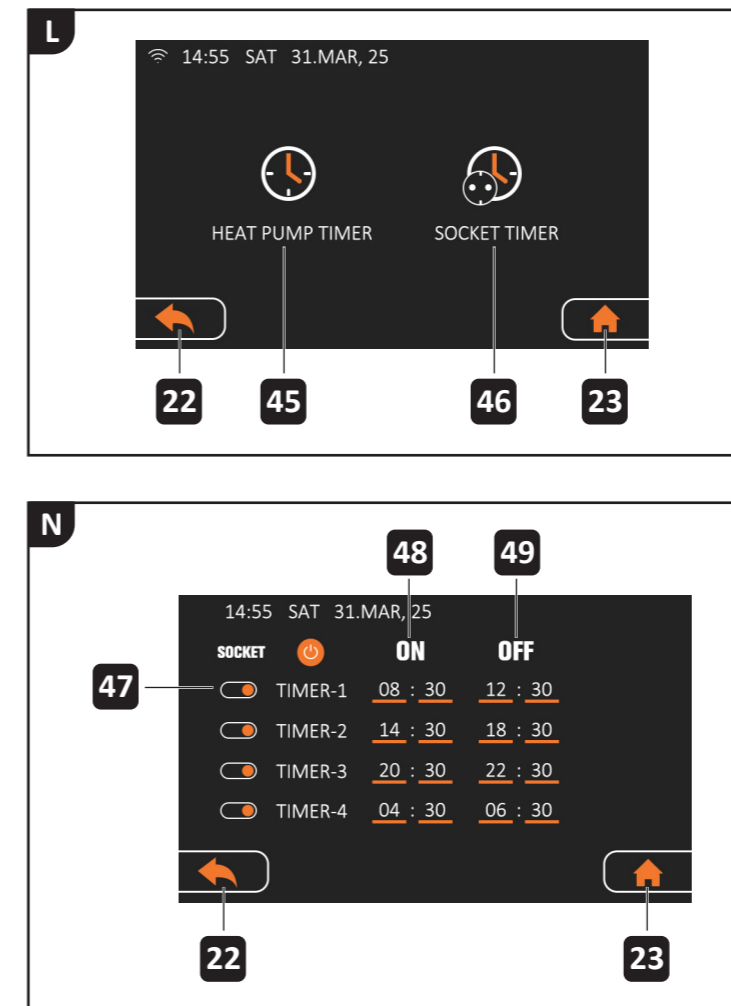 L
14:55 SAT 31.MAR, 25
HEAT PUMP TIMER SOCKET TIMER
22 45 46 23
N
48 49
14:55 SAT 31.MAR, 25
SOCKET ON OFF
47 TIMER-1 08 : 30 12 : 30
TIMER-2 14 : 30 18 : 30
TIMER-3 20 : 30 22 : 30
TIMER-4 04 : 30 06 : 30
22 23